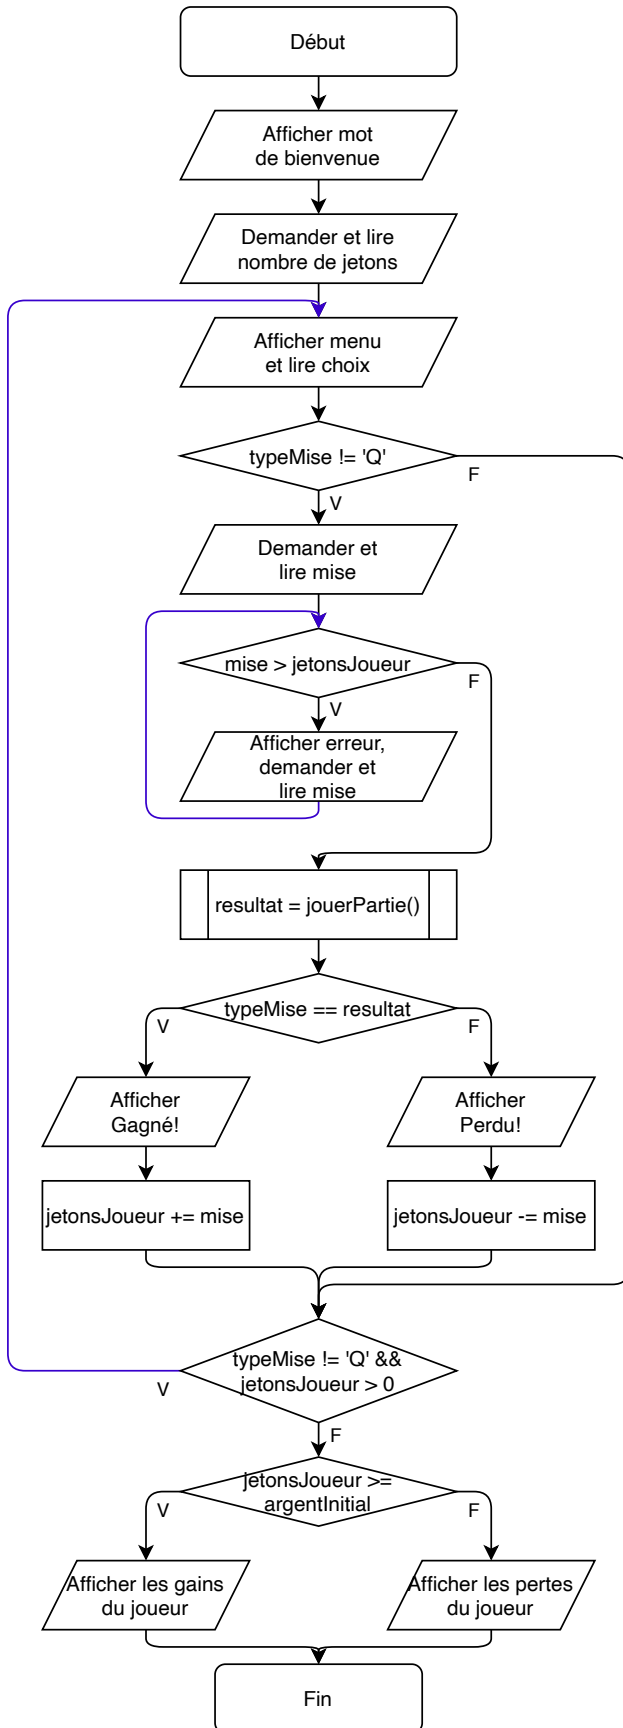 Début
Afficher mot
de bienvenue
Demander et lire
nombre de jetons
Afficher menu
et lire choix
typeMise != 'Q'
F
V
Demander et
lire mise
mise > jetonsJoueur
F
V
Afficher erreur,
demander et
lire mise
resultat = jouerPartie()
typeMise == resultat
V
F
Afficher
Gagné!
Afficher
Perdu!
jetonsJoueur += mise
jetonsJoueur -= mise
typeMise != 'Q' &&
jetonsJoueur > 0
V
F
jetonsJoueur >=
argentInitial
V
F
Afficher les gains
du joueur
Afficher les pertes
du joueur
Fin